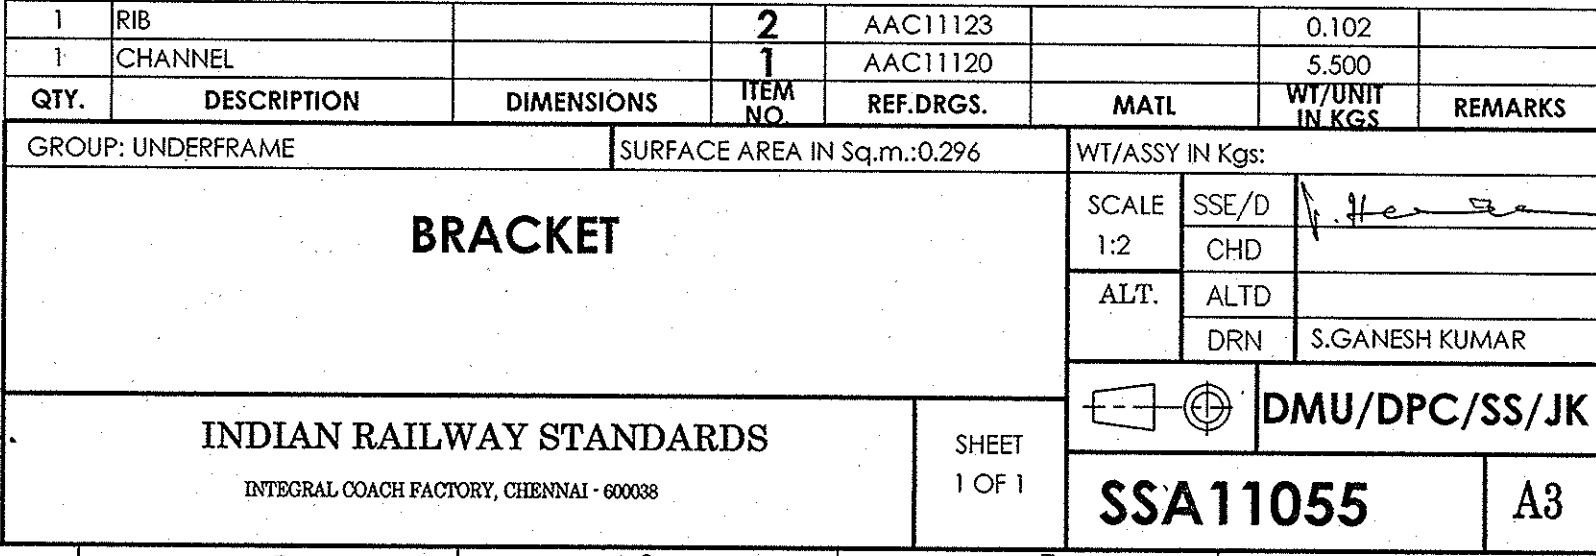 1 RIB 2 AAC11123 0.102
1 CHANNEL 1 AAC11120 5.500
QTY. DESCRIPTION DIMENSIONS ITEM NO. REF.DRGS. MATL WT/UNIT IN KGS REMARKS
GROUP: UNDERFRAME SURFACE AREA IN Sq.m.:0.296 WT/ASSY IN Kgs:
BRACKET
SCALE SSE/D
1:2 CHD
ALT. ALTD
DRN S.GANESH KUMAR
INDIAN RAILWAY STANDARDS
INTEGRAL COACH FACTORY, CHENNAI - 600038
SHEET
1 OF 1
DMU/DPC/SS/JK
SSA11055 A3